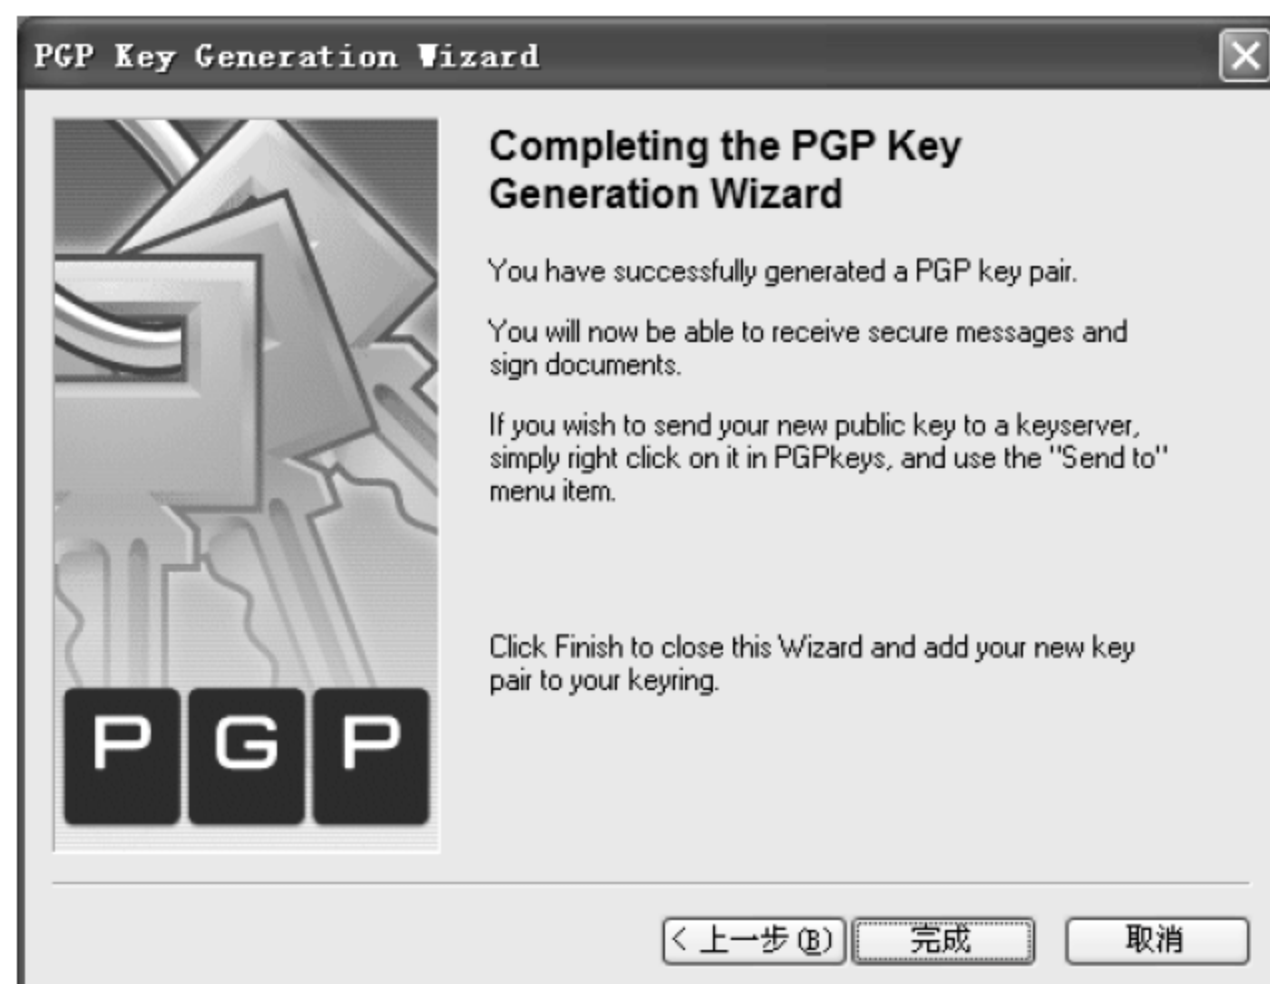 PGP Key Generation Wizard
Completing the PGP Key
Generation Wizard
You have successfully generated a PGP key pair.
You will now be able to receive secure messages and
sign documents.
If you wish to send your new public key to a keyserver,
simply right click on it in PGPkeys, and use the "Send to"
menu item.
Click Finish to close this Wizard and add your new key
pair to your keyring.
P G P
< 上一步(B) 完成 取消